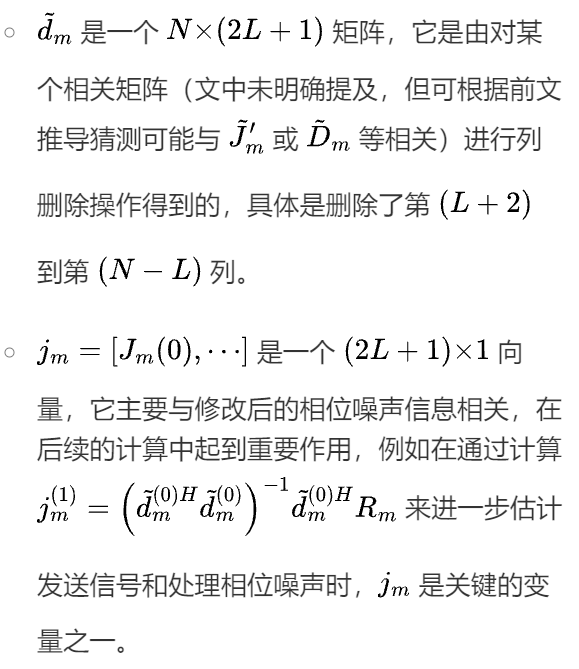 ○ $\tilde{d}_m$ 是一个 $N \times (2L+1)$ 矩阵，它是由对某
个相关矩阵（文中未明确提及，但可根据前文
推导猜测可能与 $\tilde{J}'_m$ 或 $\tilde{D}_m$ 等相关）进行列
删除操作得到的，具体是删除了第 $(L+2)$
到第 $(N-L)$ 列。
○ $j_m = [J_m(0), \cdots]$ 是一个 $(2L+1) \times 1$ 向
量，它主要与修改后的相位噪声信息相关，在
后续的计算中起到重要作用，例如在通过计算
$j_m^{(1)} = \left(\tilde{d}_m^{(0)H} \tilde{d}_m^{(0)}\right)^{-1} \tilde{d}_m^{(0)H} R_m$ 来进一步估计
发送信号和处理相位噪声时，$j_m$ 是关键的变
量之一。